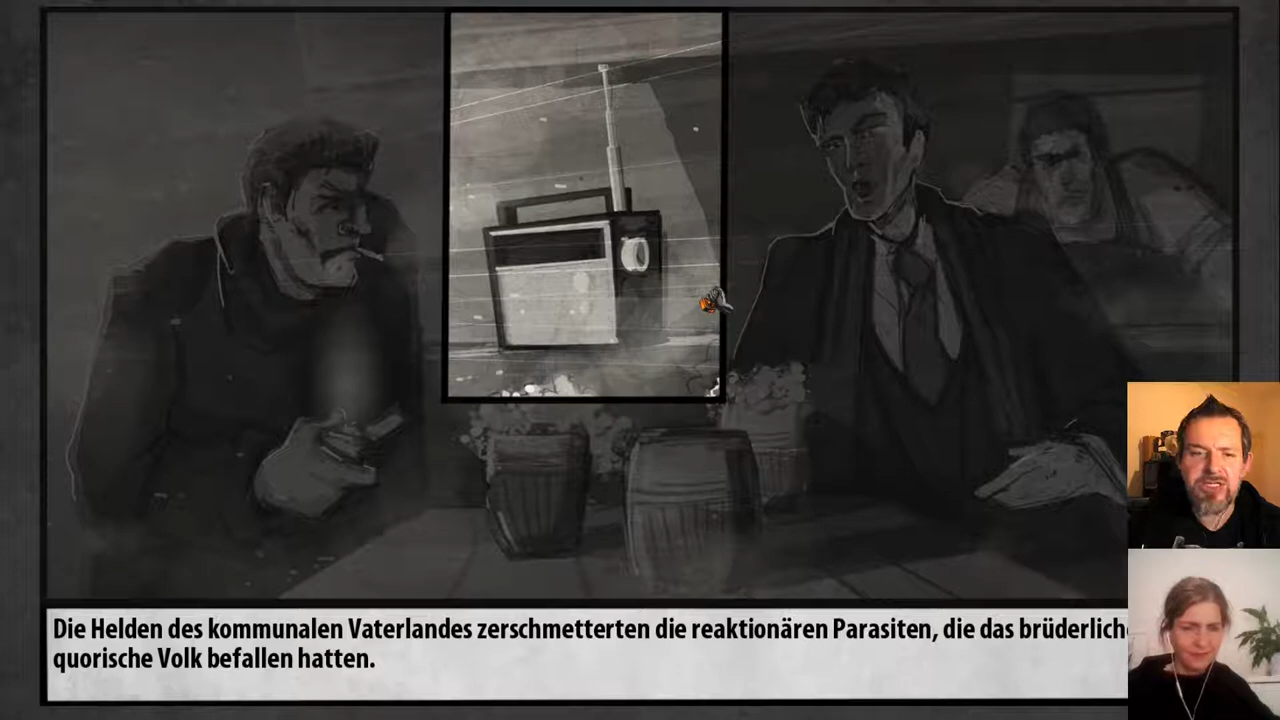 Die Helden des kommunalen Vaterlandes zerschmetterten die reaktionären Parasiten, die das brüderlich
quorische Volk befallen hatten.